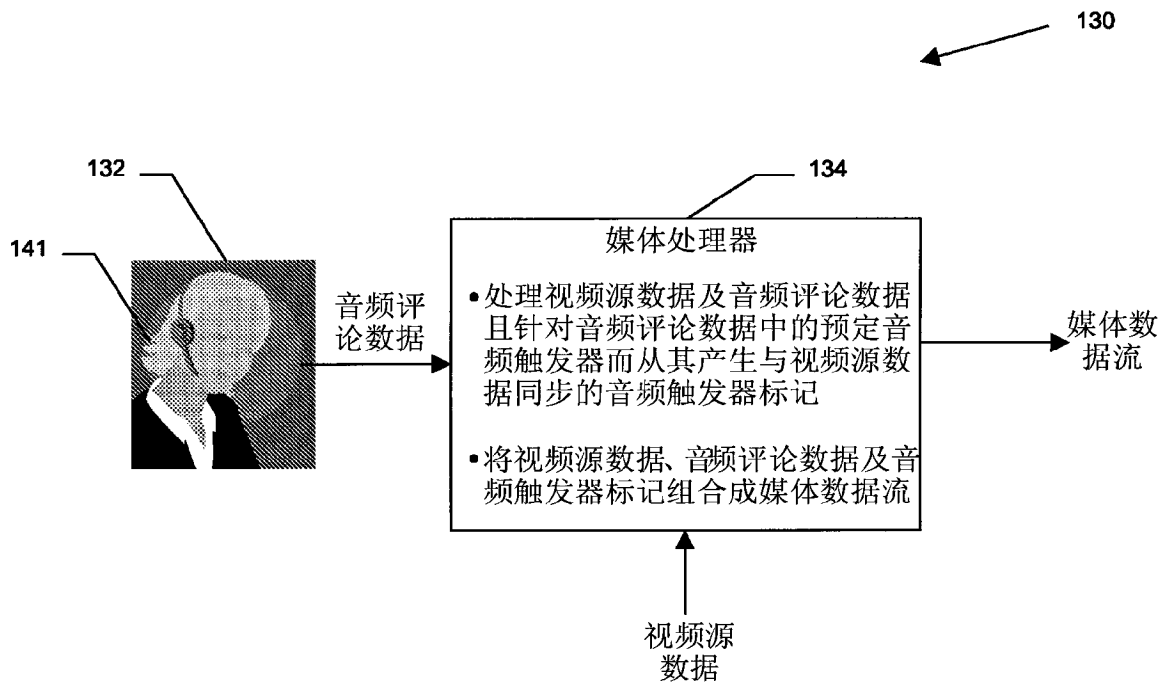 130
132
134
141
媒体处理器
音频评
论数据
•处理视频源数据及音频评论数据
且针对音频评论数据中的预定音
频触发器而从其产生与视频源数
据同步的音频触发器标记
•将视频源数据、音频评论数据及音
频触发器标记组合成媒体数据流
媒体数
据流
视频源
数据